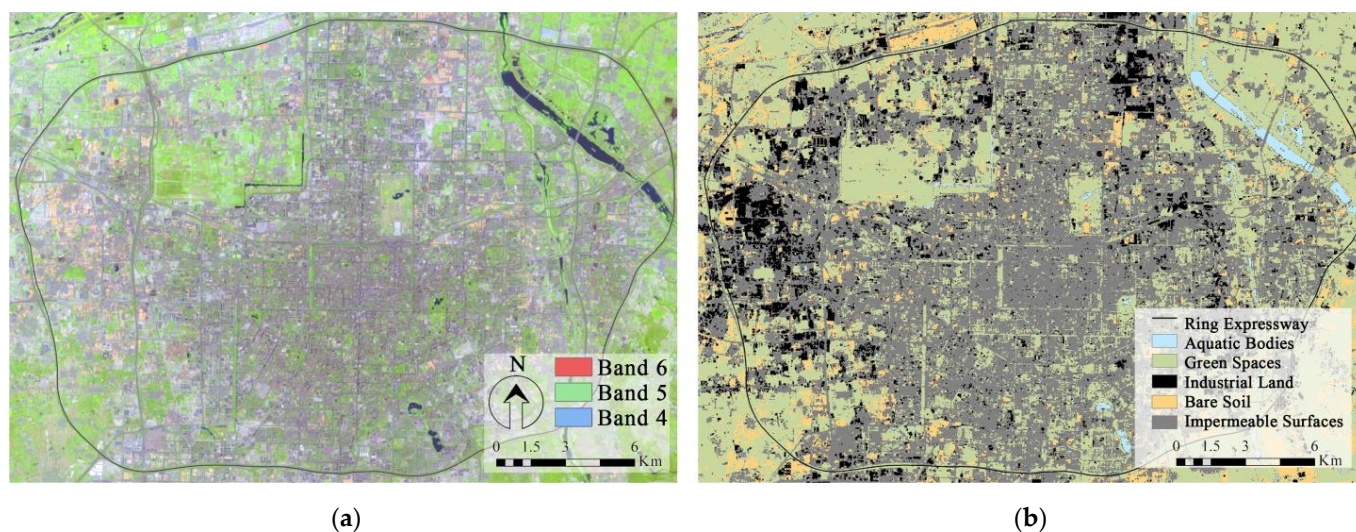 N
Band 6
Band 5
Band 4
0 1.5 3 6
Km
Ring Expressway
Aquatic Bodies
Green Spaces
Industrial Land
Bare Soil
Impermeable Surfaces
0 1.5 3 6
Km
(a)
(b)